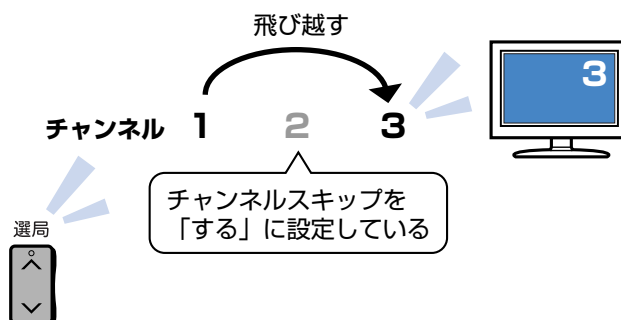 飛び越す
3
チャンネル 1 2 3
チャンネルスキップを
「する」に設定している
選局